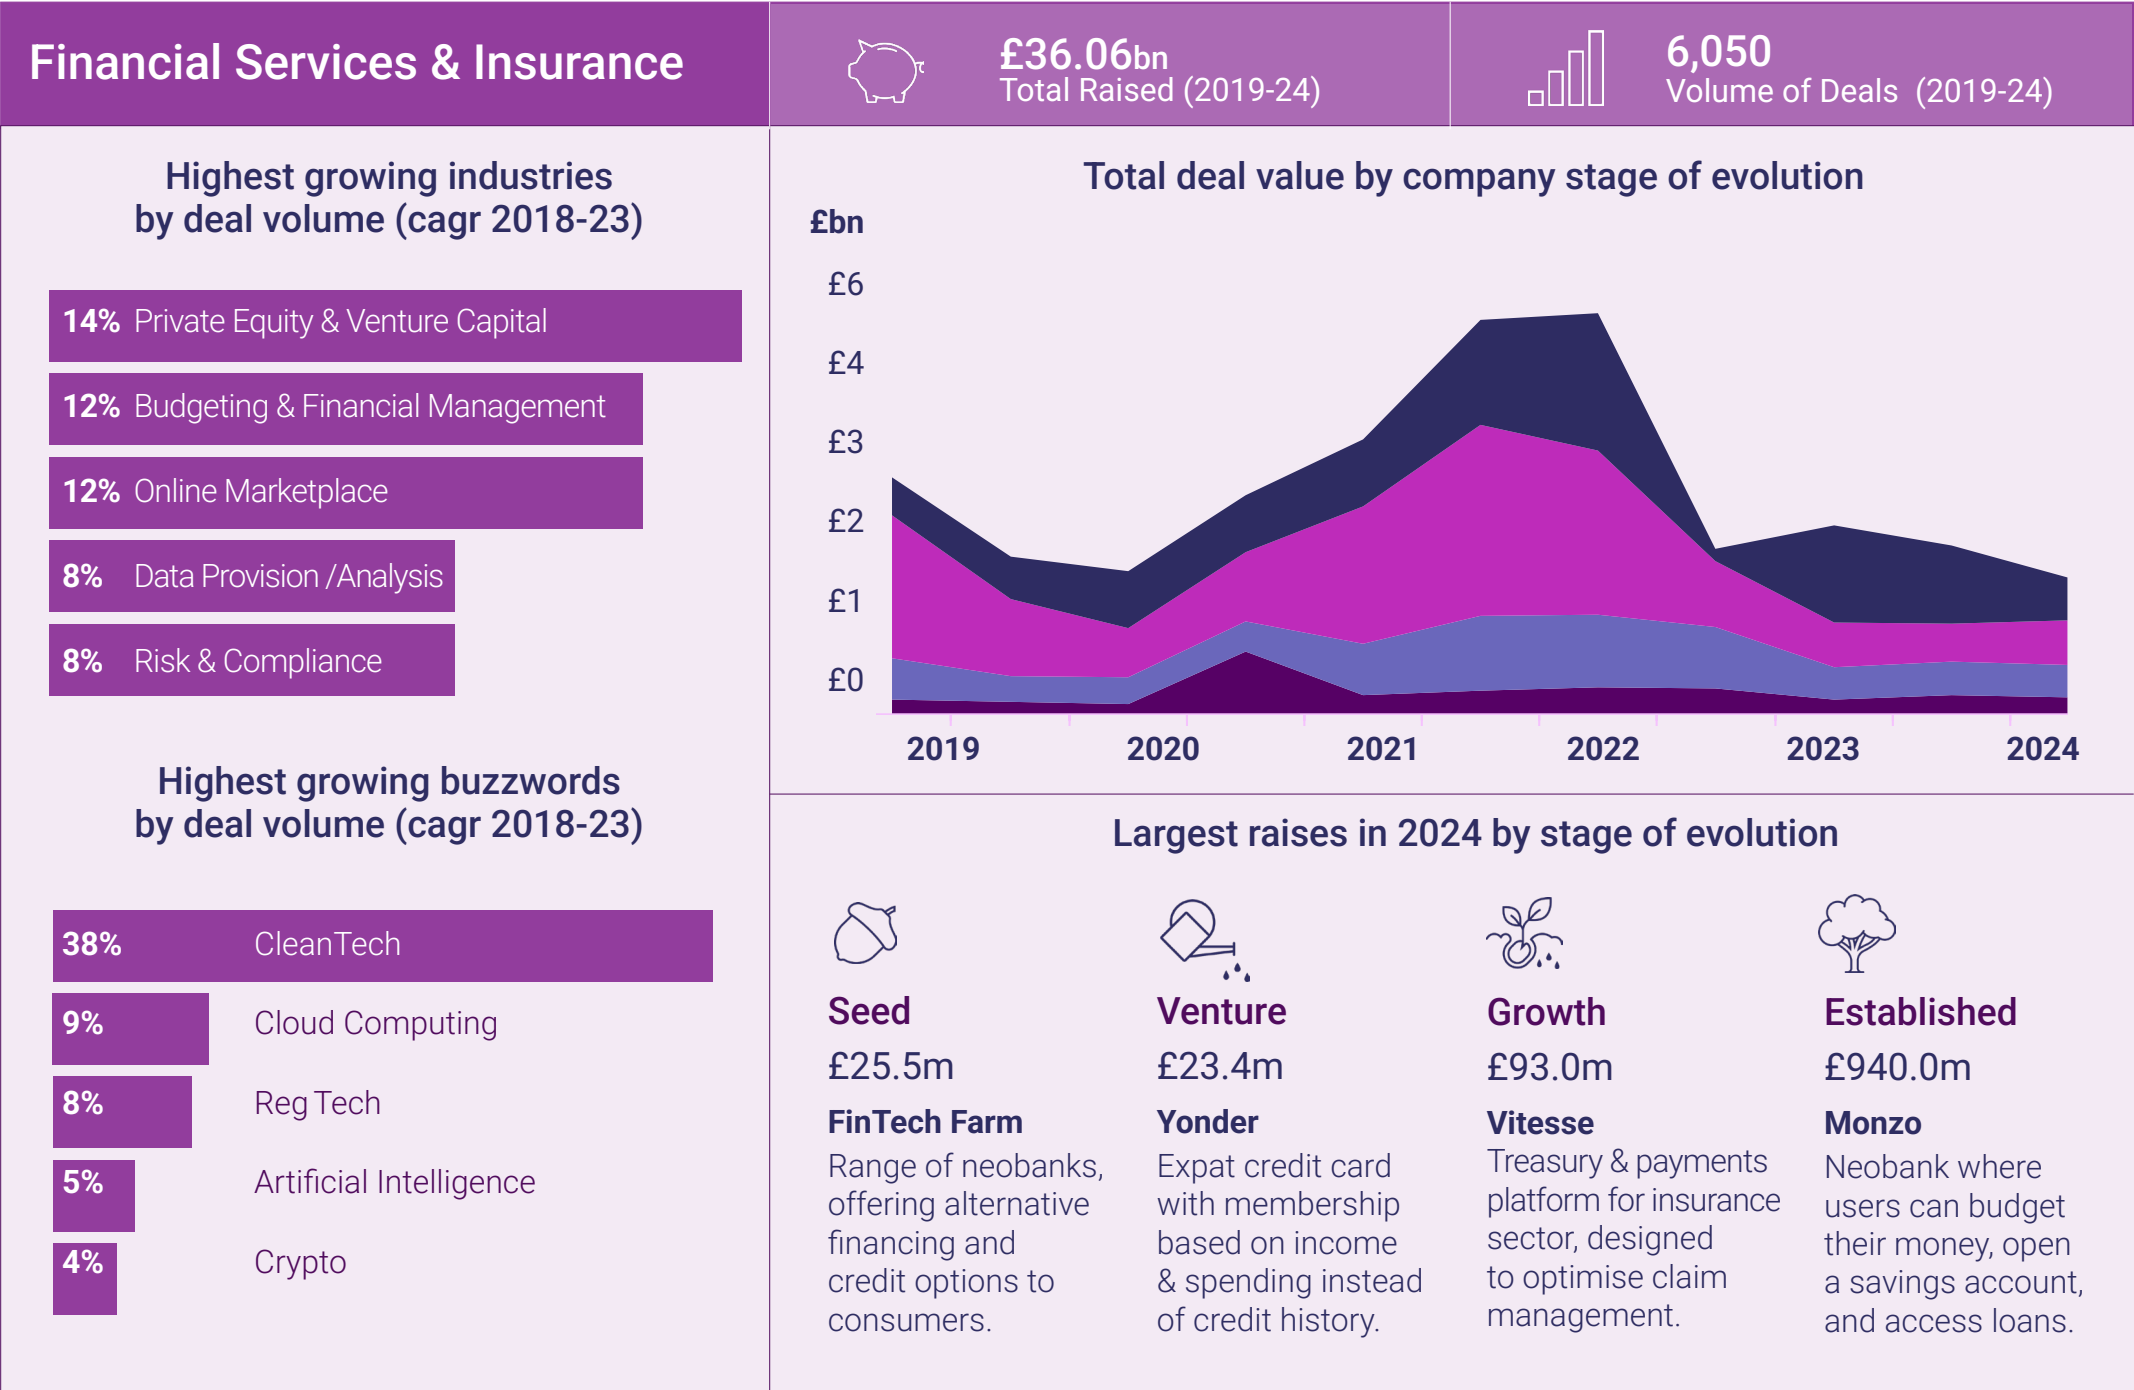 Financial Services & Insurance
£36.06bn
Total Raised (2019-24)
6,050
Volume of Deals (2019-24)
Highest growing industries
by deal volume (cagr 2018-23)
14% Private Equity & Venture Capital
12% Budgeting & Financial Management
12% Online Marketplace
8% Data Provision /Analysis
8% Risk & Compliance
Highest growing buzzwords
by deal volume (cagr 2018-23)
38% CleanTech
9% Cloud Computing
8% Reg Tech
5% Artificial Intelligence
4% Crypto
Total deal value by company stage of evolution
£bn
£6
£4
£3
£2
£1
£0
2019 2020 2021 2022 2023 2024
Largest raises in 2024 by stage of evolution
Seed
£25.5m
FinTech Farm
Range of neobanks,
offering alternative
financing and
credit options to
consumers.
Venture
£23.4m
Yonder
Expat credit card
with membership
based on income
& spending instead
of credit history.
Growth
£93.0m
Vitesse
Treasury & payments
platform for insurance
sector, designed
to optimise claim
management.
Established
£940.0m
Monzo
Neobank where
users can budget
their money, open
a savings account,
and access loans.